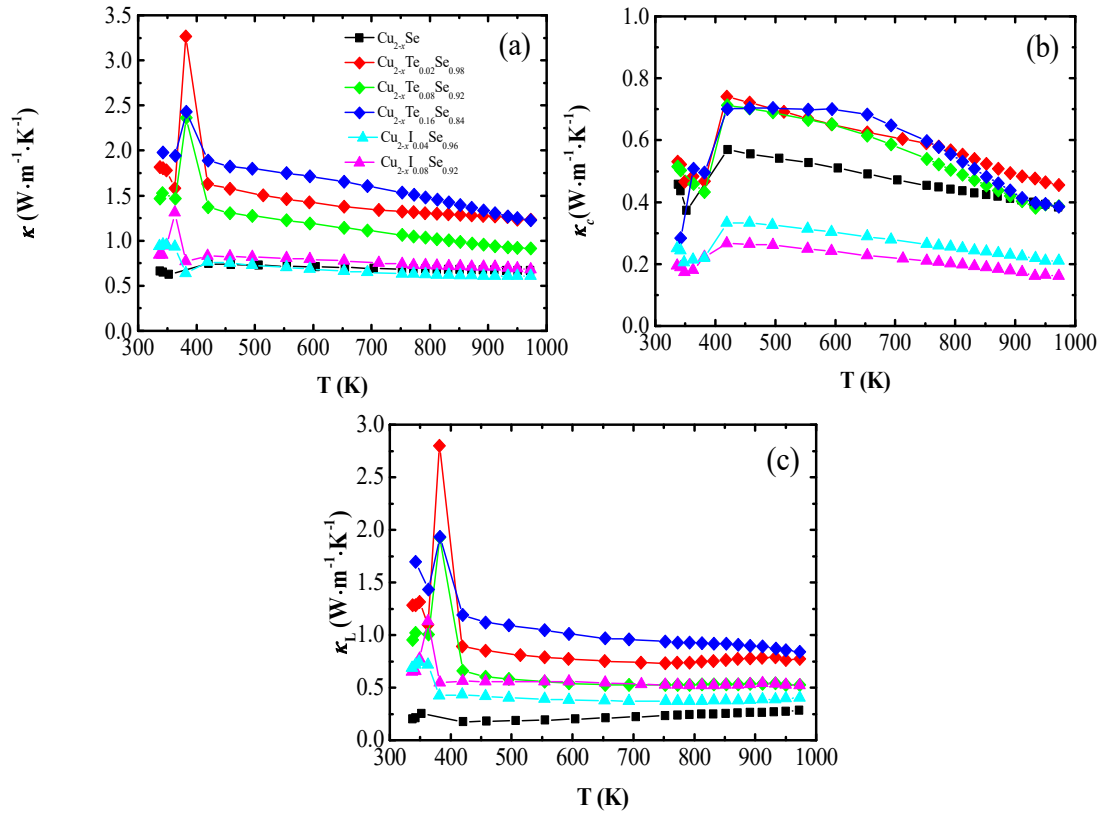 (a)
κ (W·m⁻¹·K⁻¹)
3.5
3.0
2.5
2.0
1.5
1.0
0.5
0.0
Cu₂₋ₓSe
Cu₂₋ₓTe₀.₀₂Se₀.₉₈
Cu₂₋ₓTe₀.₀₈Se₀.₉₂
Cu₂₋ₓTe₀.₁₆Se₀.₈₄
Cu₂₋ₓI₀.₀₄Se₀.₉₆
Cu₂₋ₓI₀.₀₈Se₀.₉₂
300 400 500 600 700 800 900 1000
T (K)
(b)
κc(W·m⁻¹·K⁻¹)
1.0
0.8
0.6
0.4
0.2
0.0
300 400 500 600 700 800 900 1000
T (K)
(c)
κL (W·m⁻¹·K⁻¹)
3.0
2.5
2.0
1.5
1.0
0.5
0.0
300 400 500 600 700 800 900 1000
T (K)